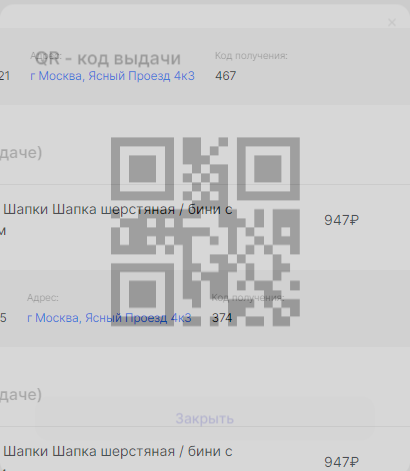 Адрес:
Код получения:
QR - код выдачи
21
г Москва, Ясный Проезд 4к3
467
даче)
Шапки Шапка шерстяная / бини с
947₽
м
Адрес:
Код получения:
5
г Москва, Ясный Проезд 4к3
374
даче)
Закрыть
Шапки Шапка шерстяная / бини с
947₽